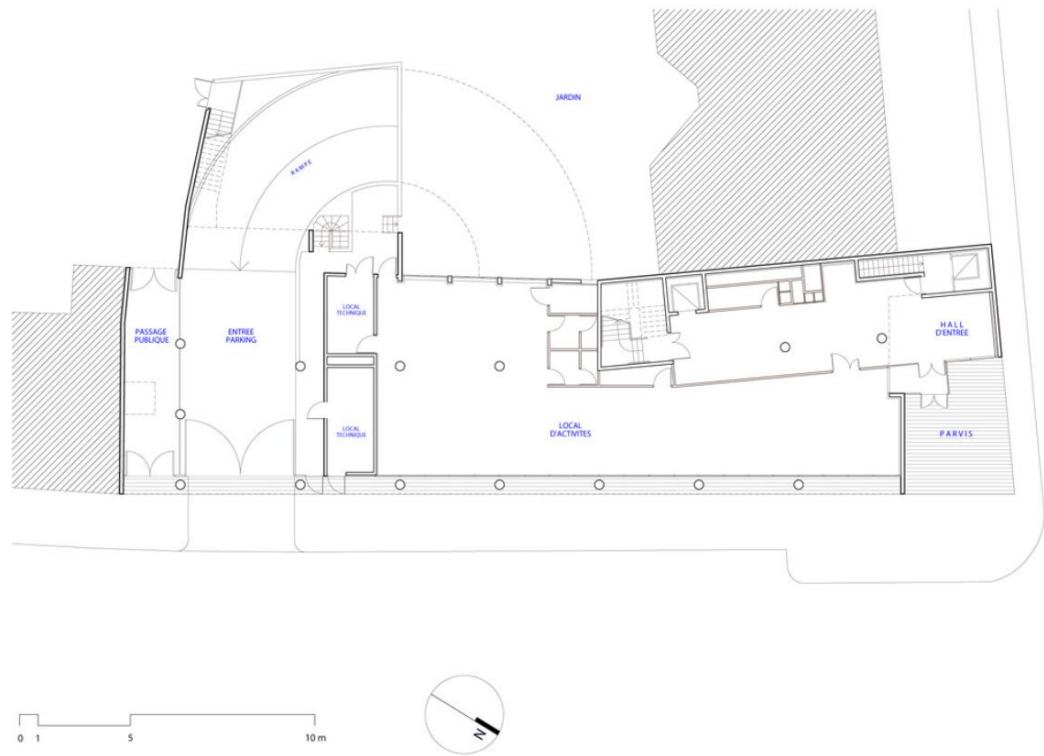 JARDIN
RAMPE
LOCAL
TECHNIQUE
PASSAGE
PUBLIQUE
ENTREE
PARKING
HALL
D'ENTREE
LOCAL
TECHNIQUE
LOCAL
D'ACTIVITES
PARVIS
0 1 5 10 m
N